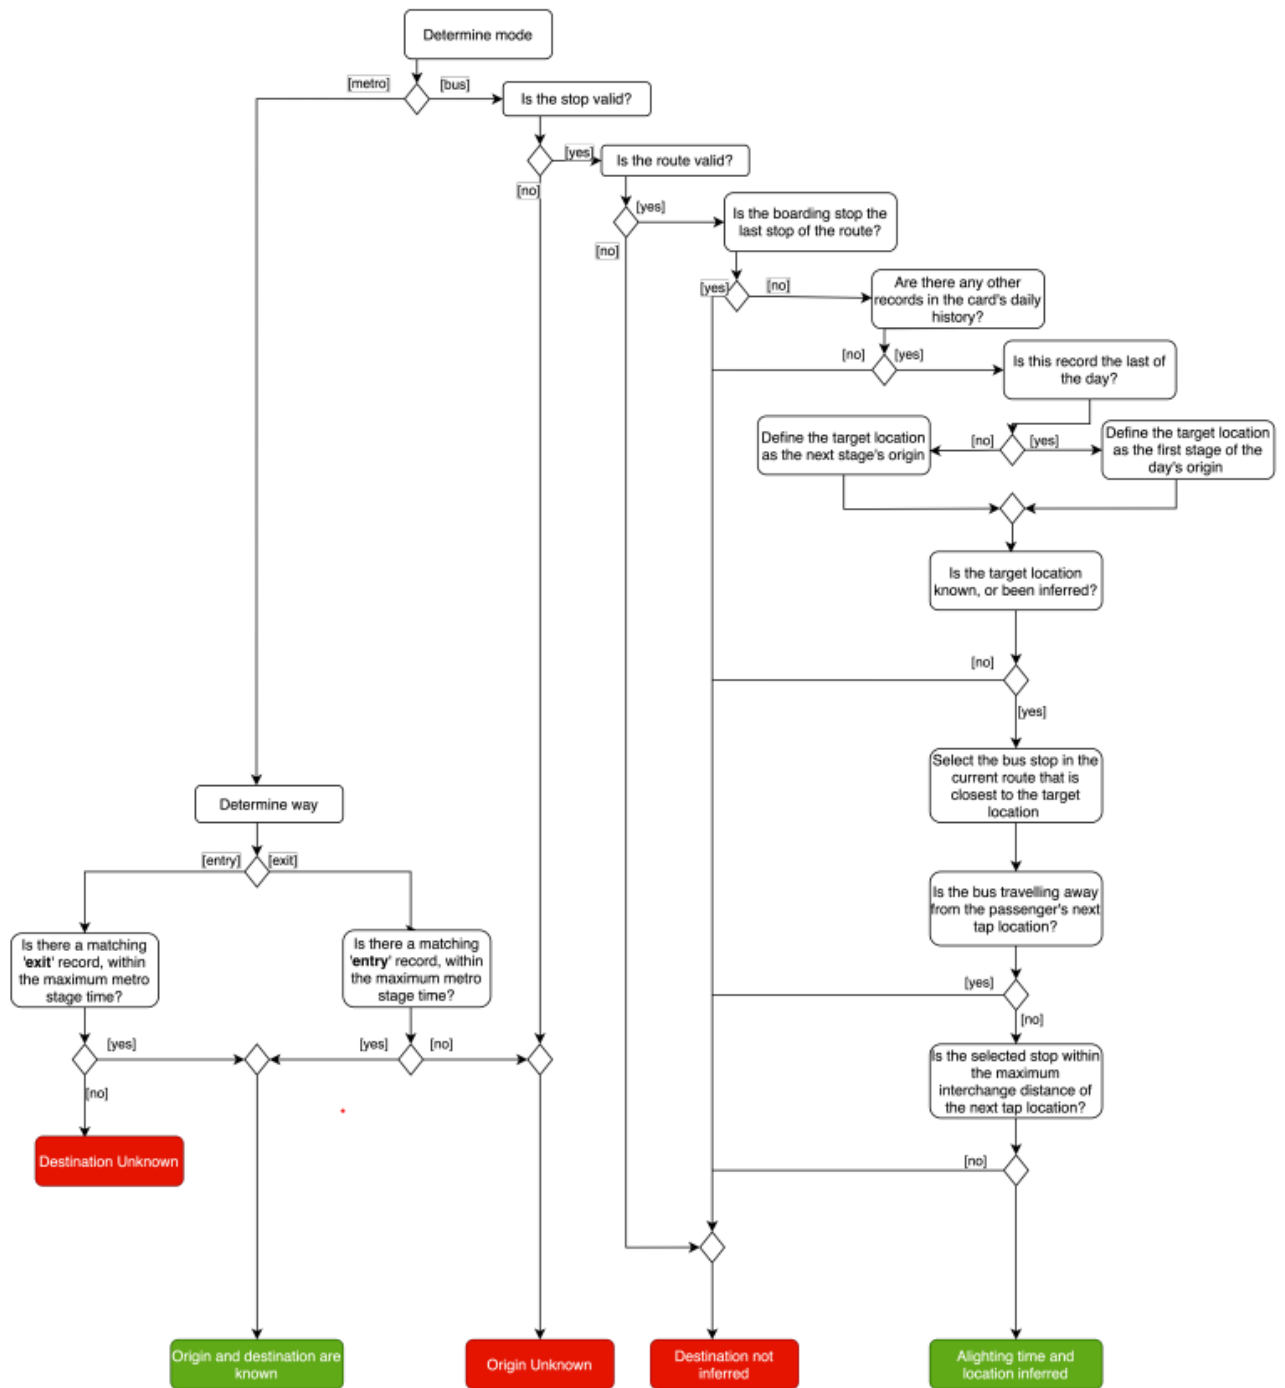 Determine mode
[metro]
[bus]
Is the stop valid?
[yes]
Is the route valid?
[no]
[yes]
Is the boarding stop the
last stop of the route?
[no]
[yes]
[no]
Are there any other
records in the card's daily
history?
[no]
[yes]
Is this record the last of
the day?
Define the target location
as the next stage's origin
[no]
[yes]
Define the target location
as the first stage of the
day's origin
Is the target location
known, or been inferred?
[no]
[yes]
Select the bus stop in the
current route that is
closest to the target
location
Determine way
[entry]
[exit]
Is the bus travelling away
from the passenger's next
tap location?
Is there a matching
'exit' record, within
the maximum metro
stage time?
Is there a matching
'entry' record, within
the maximum metro
stage time?
[yes]
[no]
[yes]
[yes]
[no]
[no]
Is the selected stop within
the maximum
interchange distance of
the next tap location?
Destination Unknown
[no]
Origin and destination are
known
Origin Unknown
Destination not
inferred
Alighting time and
location inferred